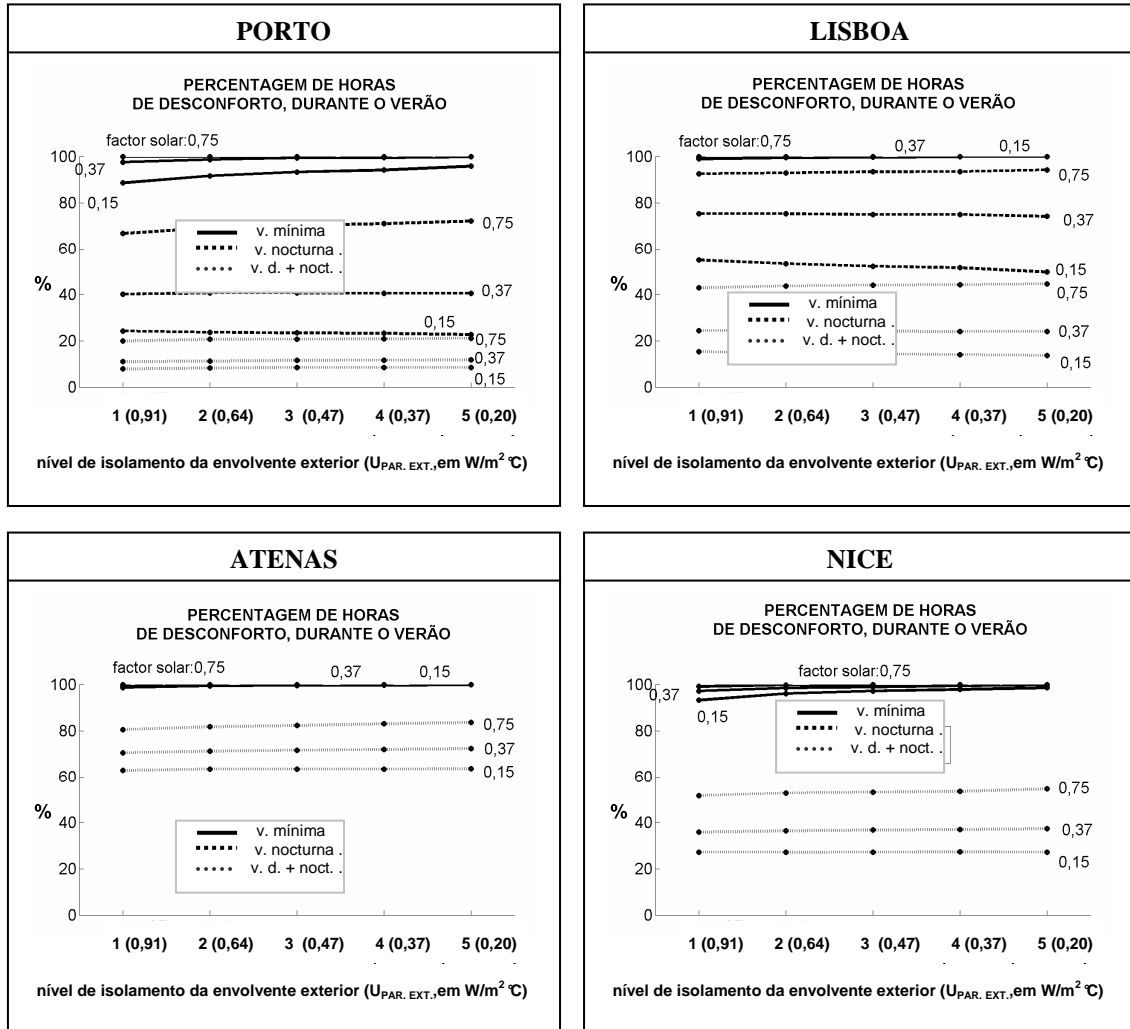 PORTO
PERCENTAGEM DE HORAS
DE DESCONFORTO, DURANTE O VERÃO
factor solar:0,75
100
0,37
0,15
80
0,75
v. mínima
v. nocturna .
v. d. + noct. .
60
%
40
0,37
0,15
20
0,75
0,37
0,15
0
1 (0,91) 2 (0,64) 3 (0,47) 4 (0,37) 5 (0,20)
nível de isolamento da envolvente exterior (UPAR. EXT.,em W/m² ºC)
LISBOA
PERCENTAGEM DE HORAS
DE DESCONFORTO, DURANTE O VERÃO
factor solar:0,75 0,37 0,15
100
0,75
80
0,37
60
0,15
%
40
0,75
v. mínima
v. nocturna .
v. d. + noct. .
20
0,37
0,15
0
1 (0,91) 2 (0,64) 3 (0,47) 4 (0,37) 5 (0,20)
nível de isolamento da envolvente exterior (UPAR. EXT.,em W/m² ºC)
ATENAS
PERCENTAGEM DE HORAS
DE DESCONFORTO, DURANTE O VERÃO
factor solar:0,75 0,37 0,15
100
80
0,75
0,37
60
0,15
%
40
v. mínima
v. nocturna .
v. d. + noct. .
20
0
1 (0,91) 2 (0,64) 3 (0,47) 4 (0,37) 5 (0,20)
nível de isolamento da envolvente exterior (UPAR. EXT.,em W/m² ºC)
NICE
PERCENTAGEM DE HORAS
DE DESCONFORTO, DURANTE O VERÃO
factor solar:0,75
100
0,37
0,15
v. mínima
v. nocturna .
v. d. + noct. .
80
60
0,75
%
40
0,37
0,15
20
0
1 (0,91) 2 (0,64) 3 (0,47) 4 (0,37) 5 (0,20)
nível de isolamento da envolvente exterior (UPAR. EXT.,em W/m² ºC)